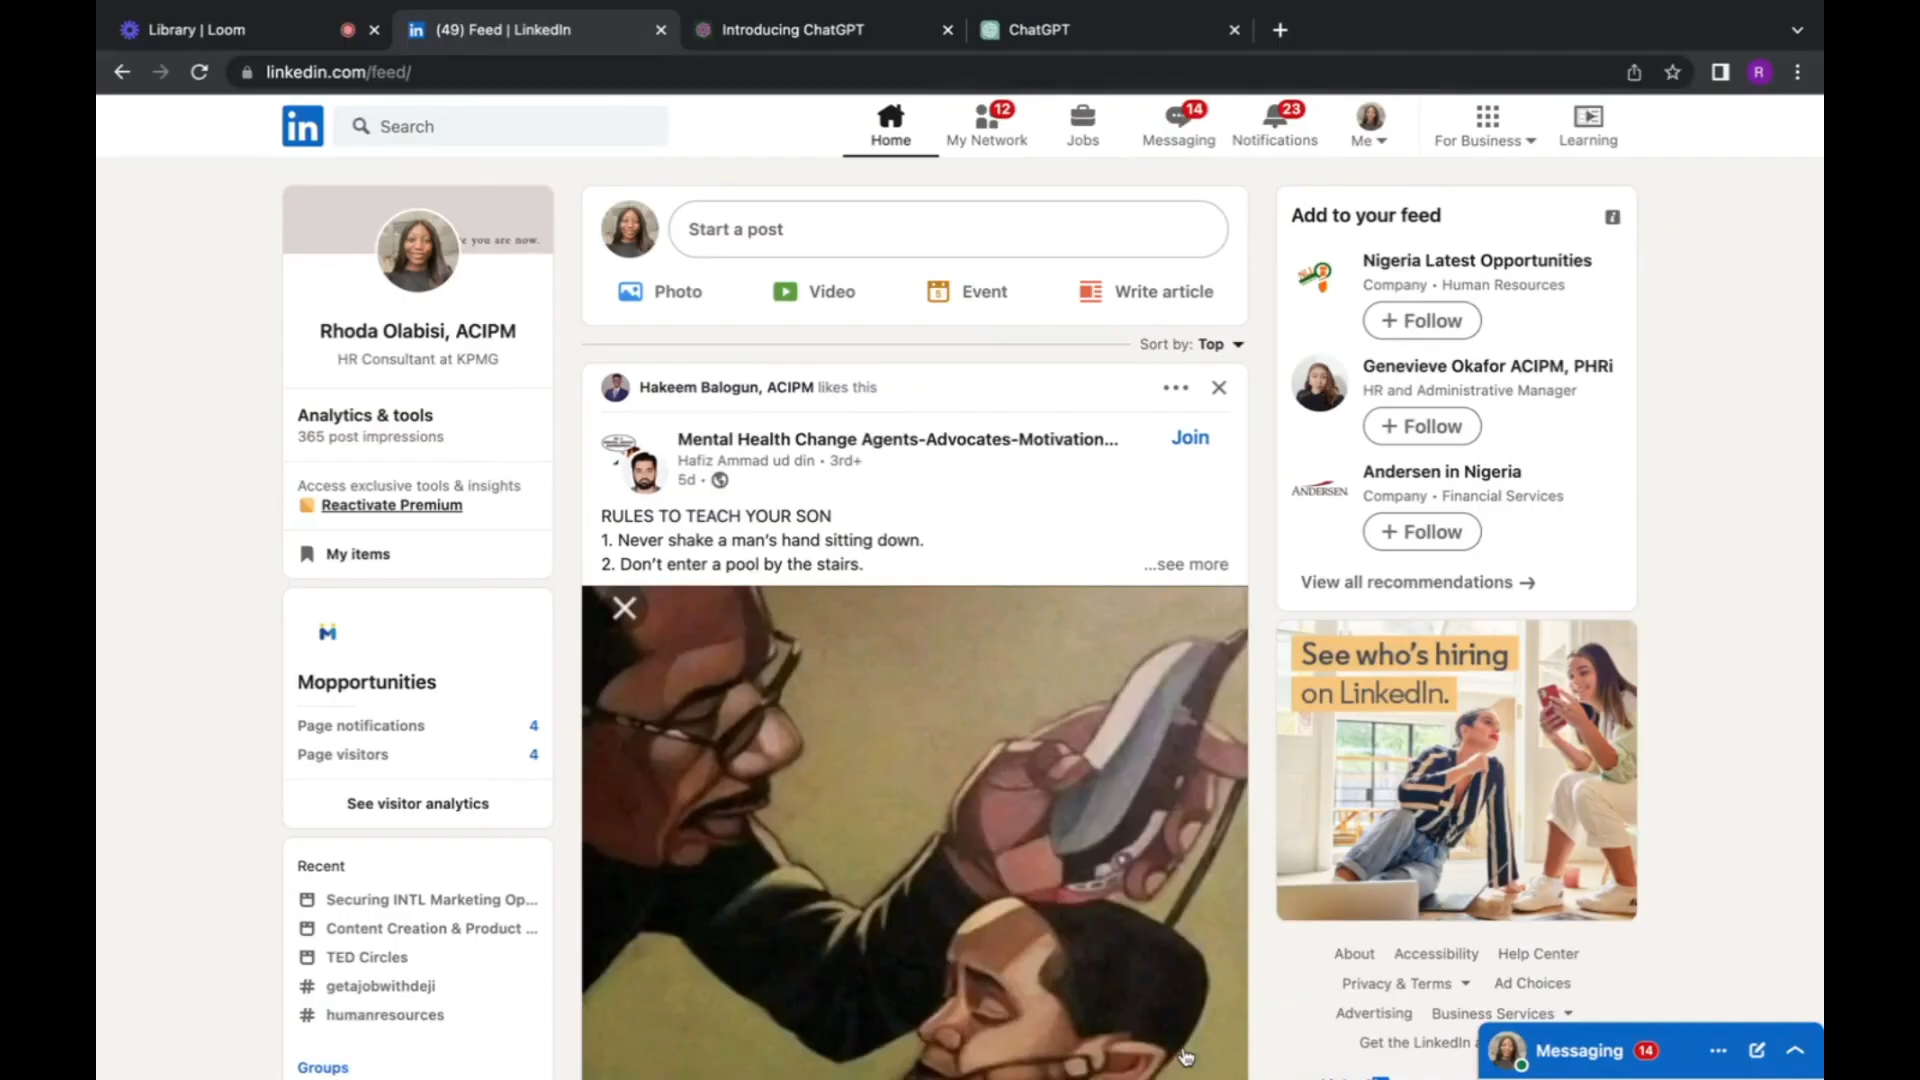 Library | Loom
(49) Feed | LinkedIn
Introducing ChatGPT
ChatGPT
linkedin.com/feed/
R
in
Search
Home
12
My Network
Jobs
14
Messaging
23
Notifications
Me
For Business
Learning
e you are now.
Rhoda Olabisi, ACIPM
HR Consultant at KPMG
Analytics & tools
365 post impressions
Access exclusive tools & insights
Reactivate Premium
My items
Mopportunities
Page notifications 4
Page visitors 4
See visitor analytics
Recent
Securing INTL Marketing Op...
Content Creation & Product ...
TED Circles
# getajobwithdeji
# humanresources
Groups
Start a post
Photo
Video
Event
Write article
Sort by: Top
Hakeem Balogun, ACIPM likes this
Mental Health Change Agents-Advocates-Motivation...
Join
Hafiz Ammad ud din • 3rd+
5d •
RULES TO TEACH YOUR SON
1. Never shake a man's hand sitting down.
2. Don't enter a pool by the stairs.
...see more
Add to your feed
Nigeria Latest Opportunities
Company • Human Resources
+ Follow
Genevieve Okafor ACIPM, PHRi
HR and Administrative Manager
+ Follow
ANDERSEN
Andersen in Nigeria
Company • Financial Services
+ Follow
View all recommendations →
See who's hiring
on LinkedIn.
About Accessibility Help Center
Privacy & Terms Ad Choices
Advertising Business Services
Get the LinkedIn
Messaging 14